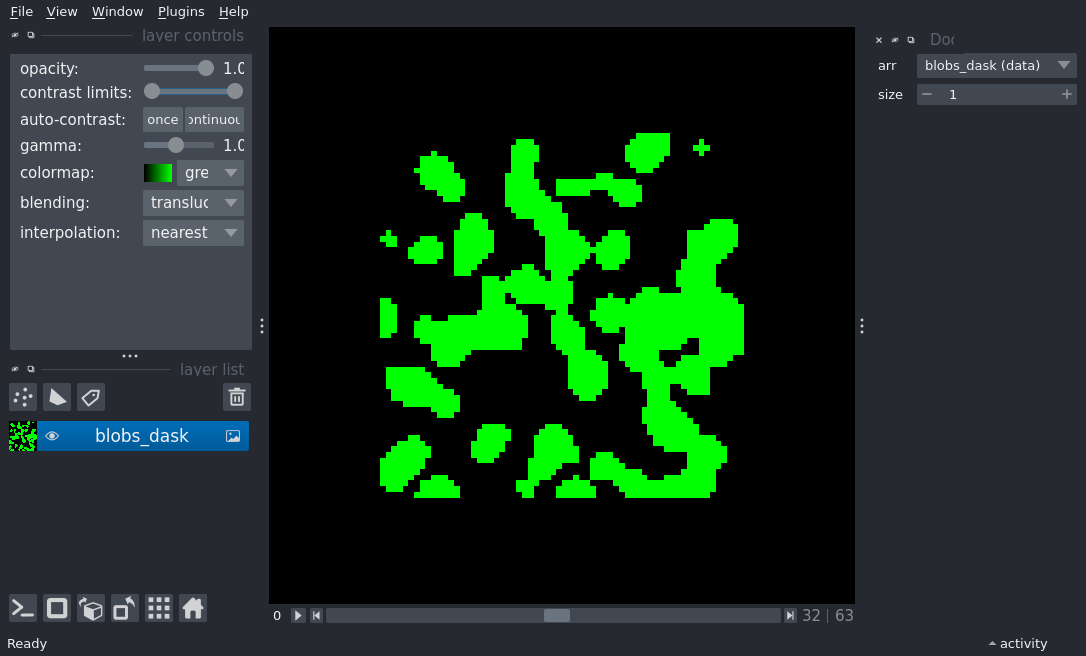 File View Window Plugins Help
layer controls
opacity: 1.0
contrast limits:
auto-contrast: once ontinuou
gamma: 1.0
colormap: gre
blending: transluc
interpolation: nearest
layer list
blobs_dask
0 32 | 63
Ready
Doc
arr blobs_dask (data)
size 1
activity